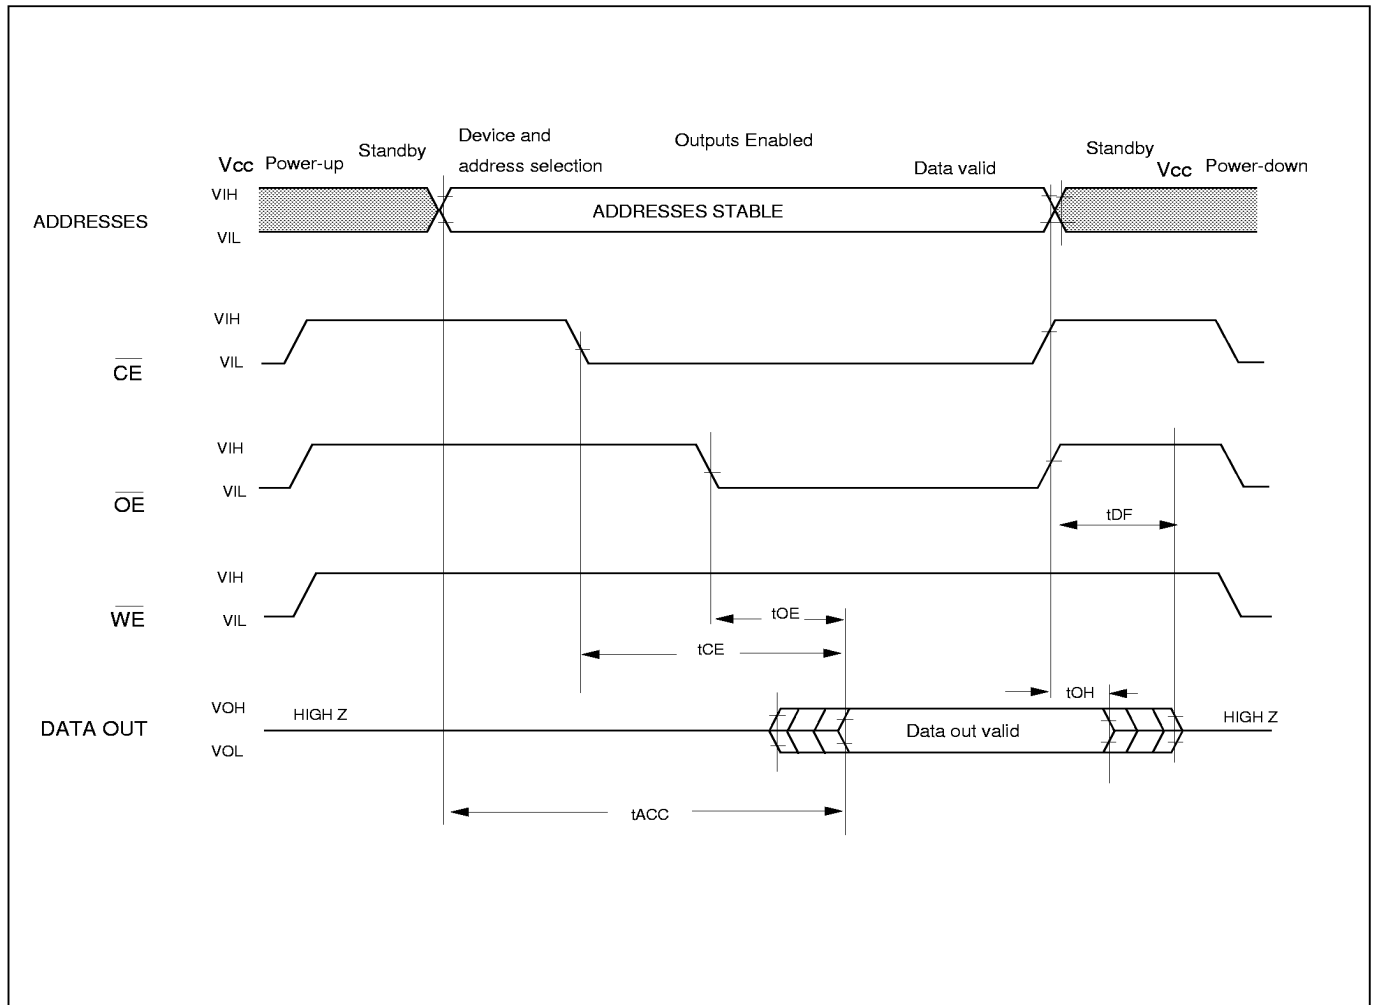 Device and
Outputs Enabled
Standby
Standby
Vcc Power-up
address selection
Data valid
Vcc Power-down
VIH
ADDRESSES
ADDRESSES STABLE
VIL
VIH
VIL
CE
VIH
VIL
OE
tDF
VIH
WE
VIL
tOE
tCE
tOH
VOH
HIGH Z
HIGH Z
DATA OUT
Data out valid
VOL
tACC